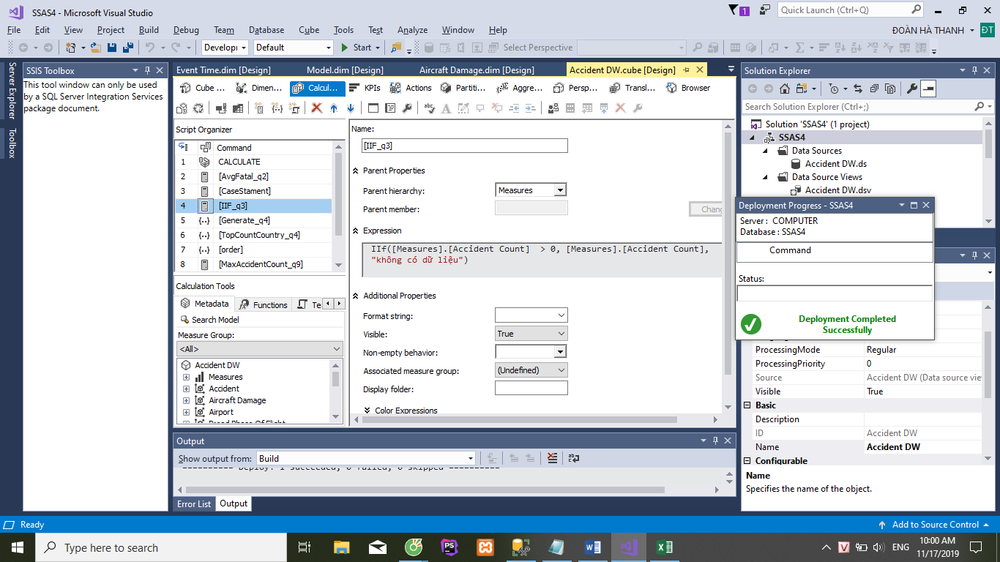 SSAS4 - Microsoft Visual Studio
1
Quick Launch (Ctrl+Q)
File Edit View Project Build Debug Team Database Cube Tools Test Analyze Window Help
ĐOÀN HÀ THANH ĐT
Developı Default Start Select Perspective
Server Explorer
Toolbox
SSIS Toolbox
This tool window can only be used
by a SQL Server Integration Services
package document.
Event Time.dim [Design] Model.dim [Design] Aircraft Damage.dim [Design] Accident DW.cube [Design]
Cube ... Dimen... Calcul... KPIs Actions Partiti... Aggre... Persp... Transl... Browser
Script Organizer
Command
1 CALCULATE
2 [AvgFatal_q2]
3 [CaseStament]
4 [IIF_q3]
5 [Generate_q4]
6 [TopCountCountry_q4]
7 [order]
8 [MaxAccidentCount_q9]
Calculation Tools
Metadata Functions Te
Search Model
Measure Group:
<All>
Accident DW
Measures
Accident
Aircraft Damage
Airport
Broad Phase Of Flight
Name:
[IIF_q3]
Parent Properties
Parent hierarchy: Measures
Parent member: Chang
Expression
IIf([Measures].[Accident Count] > 0, [Measures].[Accident Count],
"không có dữ liệu")
Additional Properties
Format string:
Visible: True
Non-empty behavior:
Associated measure group: (Undefined)
Display folder:
Color Expressions
Output
Show output from: Build
========== Deploy: 1 succeeded, 0 failed, 0 skipped ==========
Error List Output
Solution Explorer
Search Solution Explorer (Ctrl+;)
Solution 'SSAS4' (1 project)
SSAS4
Data Sources
Accident DW.ds
Data Source Views
Accident DW.dsv
Deployment Progress - SSAS4
Server : COMPUTER
Database : SSAS4
Command
Status:
Deployment Completed
Successfully
ProcessingMode Regular
ProcessingPriority 0
Source Accident DW (Data source vie
Visible True
Basic
Description
ID Accident DW
Name Accident DW
Configurable
Name
Specifies the name of the object.
Ready
Add to Source Control
Type here to search
ENG
10:00 AM
11/17/2019